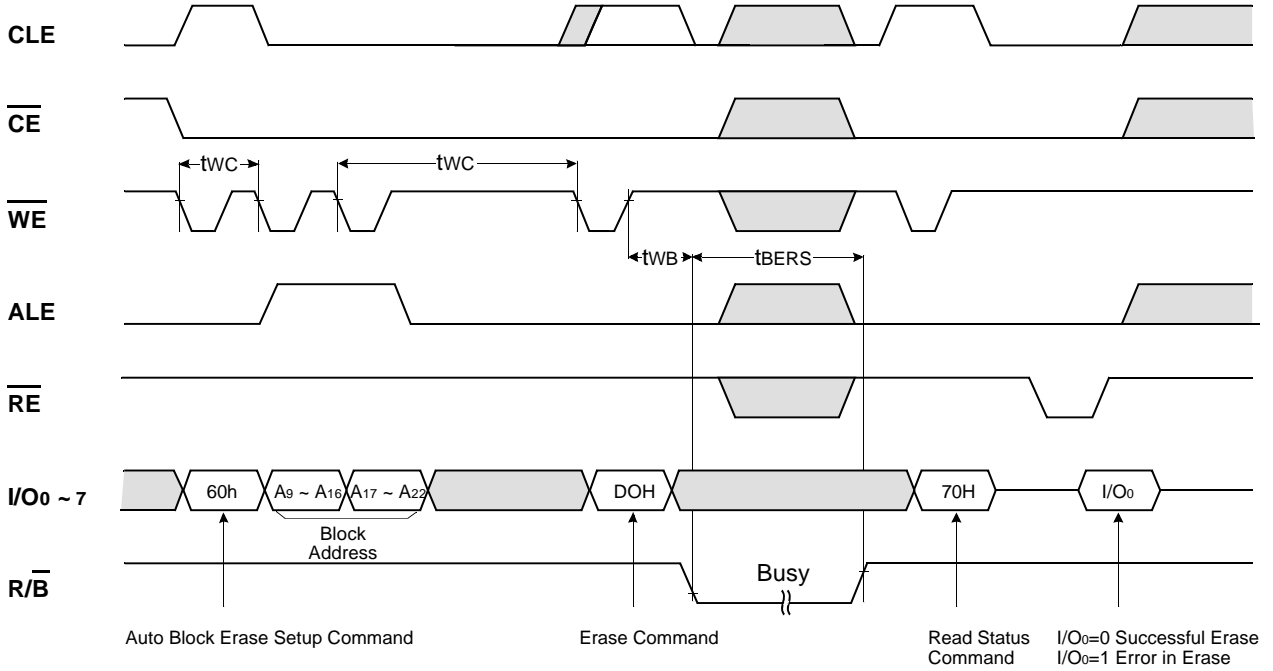 CLE
CE
tWC
tWC
WE
tWB
tBERS
ALE
RE
I/O0 ~ 7
60h
A9 ~ A16
A17 ~ A22
DOH
70H
I/O0
Block
Address
R/B
Busy
Auto Block Erase Setup Command
Erase Command
Read Status
Command
I/O0=0 Successful Erase
I/O0=1 Error in Erase